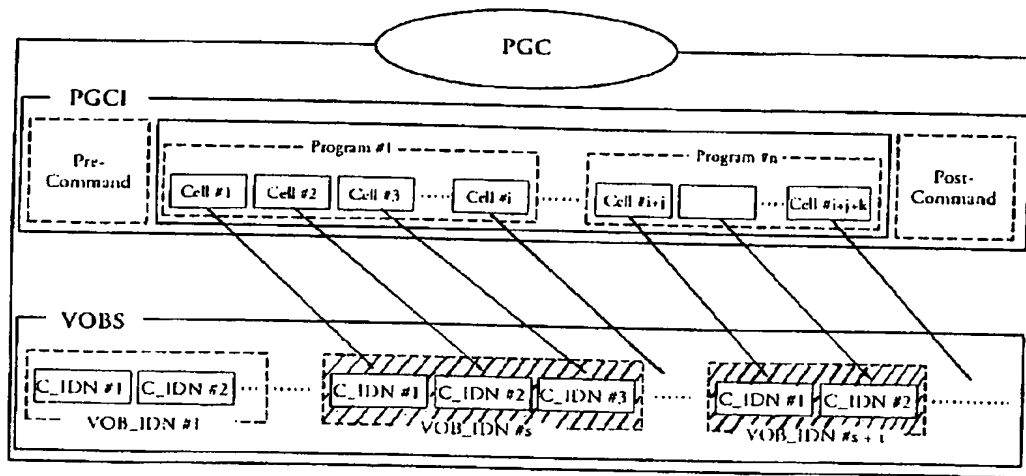 PGC
PGCI
Pre-
Command
Program #1
Cell #1
Cell #2
Cell #3
Cell #i
Program #n
Cell #i+j
Cell #i+j+k
Post-
Command
VOBS
C_IDN #1
C_IDN #2
VOB_IDN #1
C_IDN #1
C_IDN #2
C_IDN #3
VOB_IDN #s
C_IDN #1
C_IDN #2
VOB_IDN #s + t